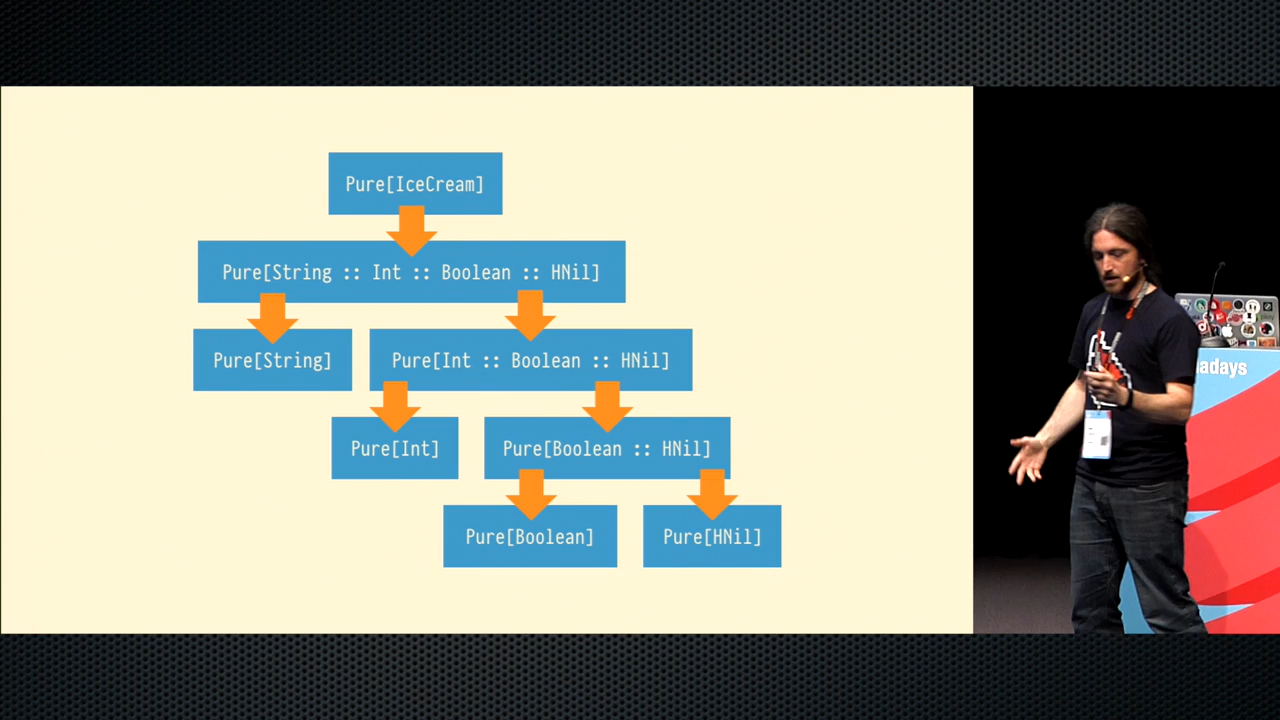 Pure[IceCream]
Pure[String :: Int :: Boolean :: HNil]
Pure[String]
Pure[Int :: Boolean :: HNil]
Pure[Int]
Pure[Boolean :: HNil]
Pure[Boolean]
Pure[HNil]
adays